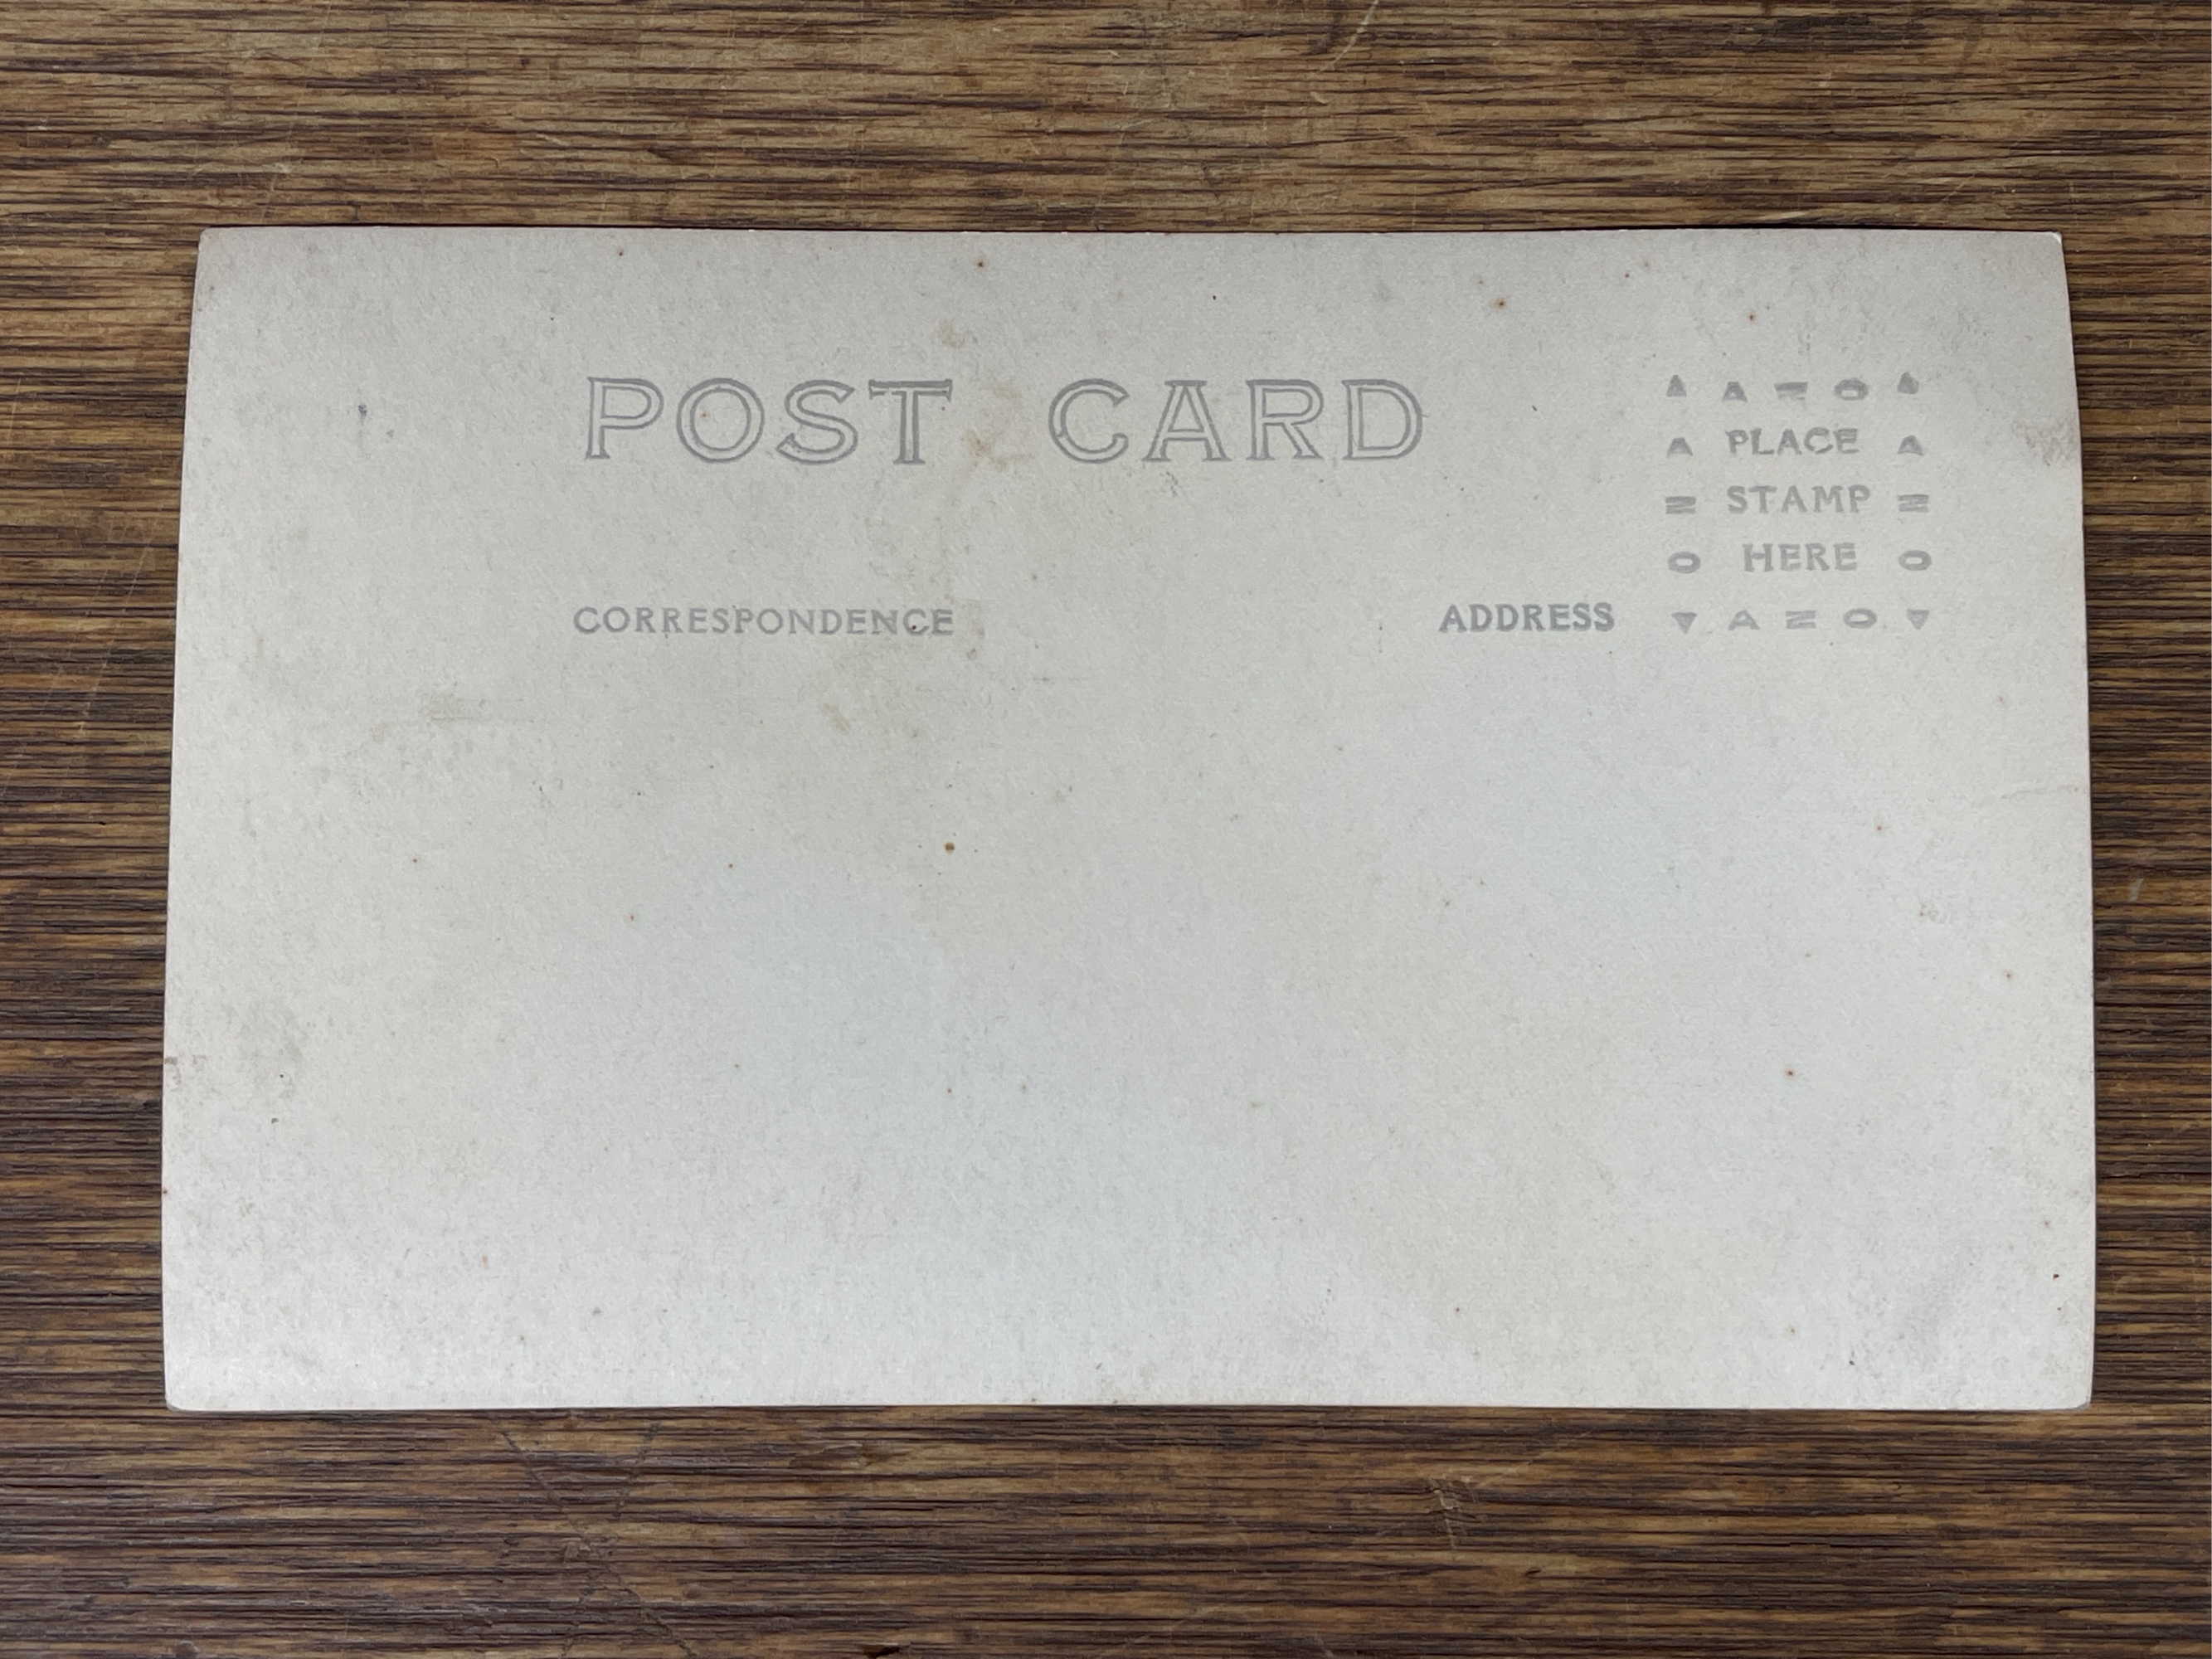 POST CARD
▲ AZO ▲
A PLACE A
Z STAMP Z
O HERE O
▼ AZO ▼
CORRESPONDENCE
ADDRESS